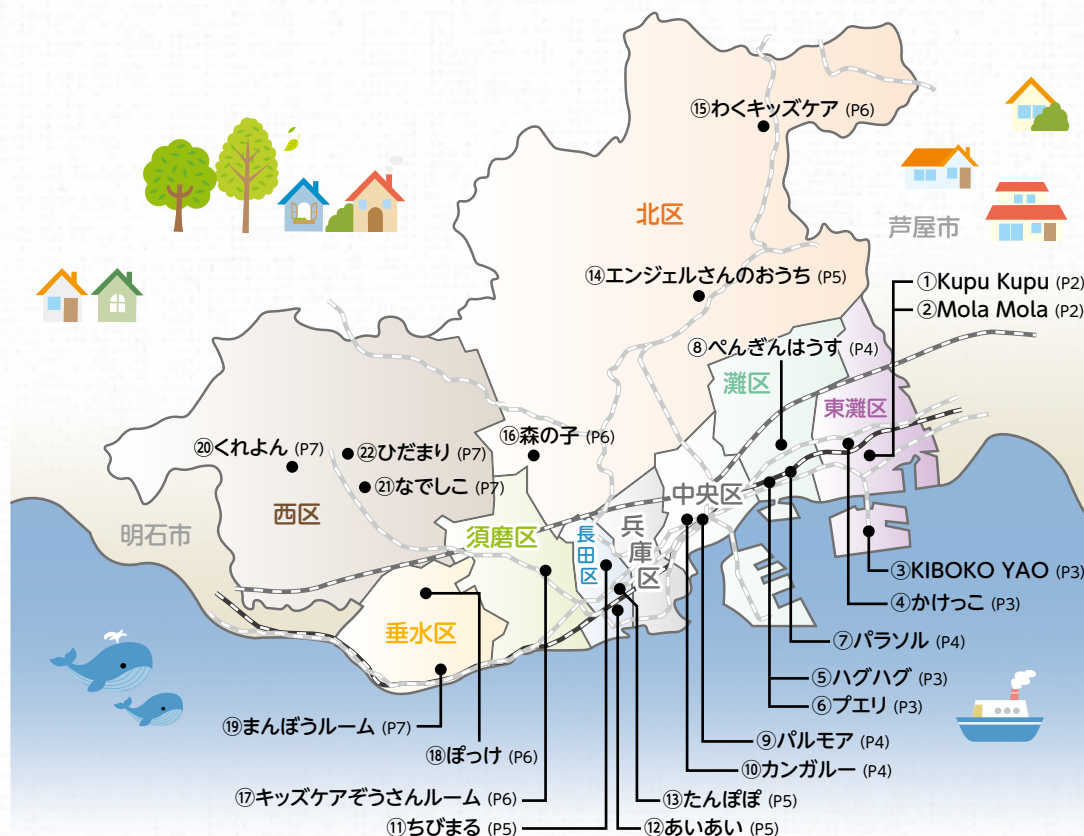 ⑮わくキッズケア (P6)
北区
芦屋市
⑭エンジェルさんのおうち (P5)
①Kupu Kupu (P2)
②Mola Mola (P2)
⑧ぺんぎんはうす (P4)
灘区
東灘区
⑯森の子 (P6)
⑳くれよん (P7)
㉒ひだまり (P7)
㉑なでしこ (P7)
西区
中央区
明石市
須磨区
長田区
兵庫区
③KIBOKO YAO (P3)
④かけっこ (P3)
垂水区
⑦パラソル (P4)
⑤ハグハグ (P3)
⑥プエリ (P3)
⑲まんぼうルーム (P7)
⑨パルモア (P4)
⑱ぽっけ (P6)
⑩カンガルー (P4)
⑰キッズケアぞうさんルーム (P6)
⑬たんぽぽ (P5)
⑪ちびまる (P5)
⑫あいあい (P5)